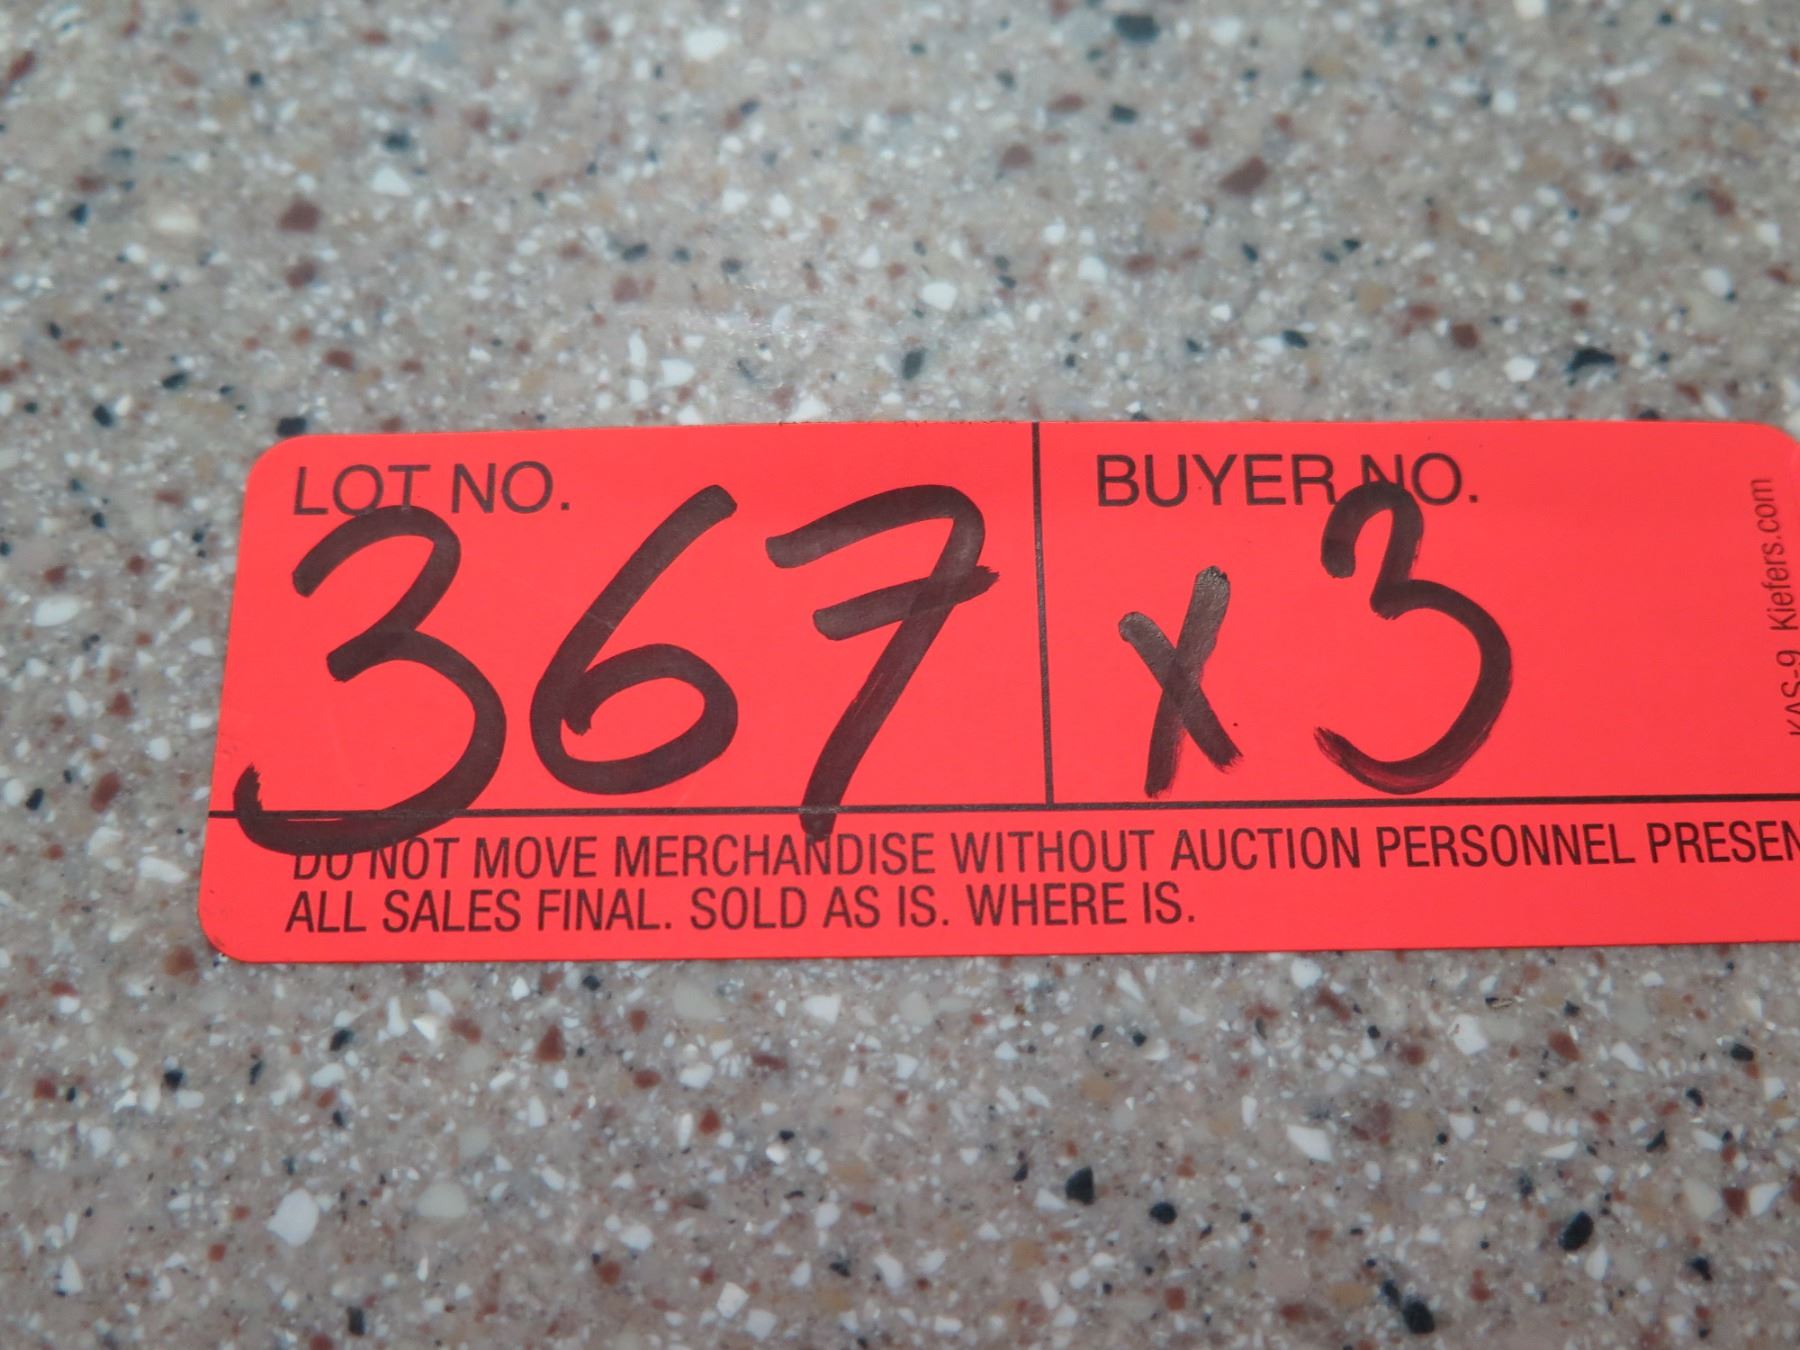 LOT NO. BUYER NO.
367 x 3
DO NOT MOVE MERCHANDISE WITHOUT AUCTION PERSONNEL PRESEN
ALL SALES FINAL. SOLD AS IS. WHERE IS.
KAS-9 Kiefers.com